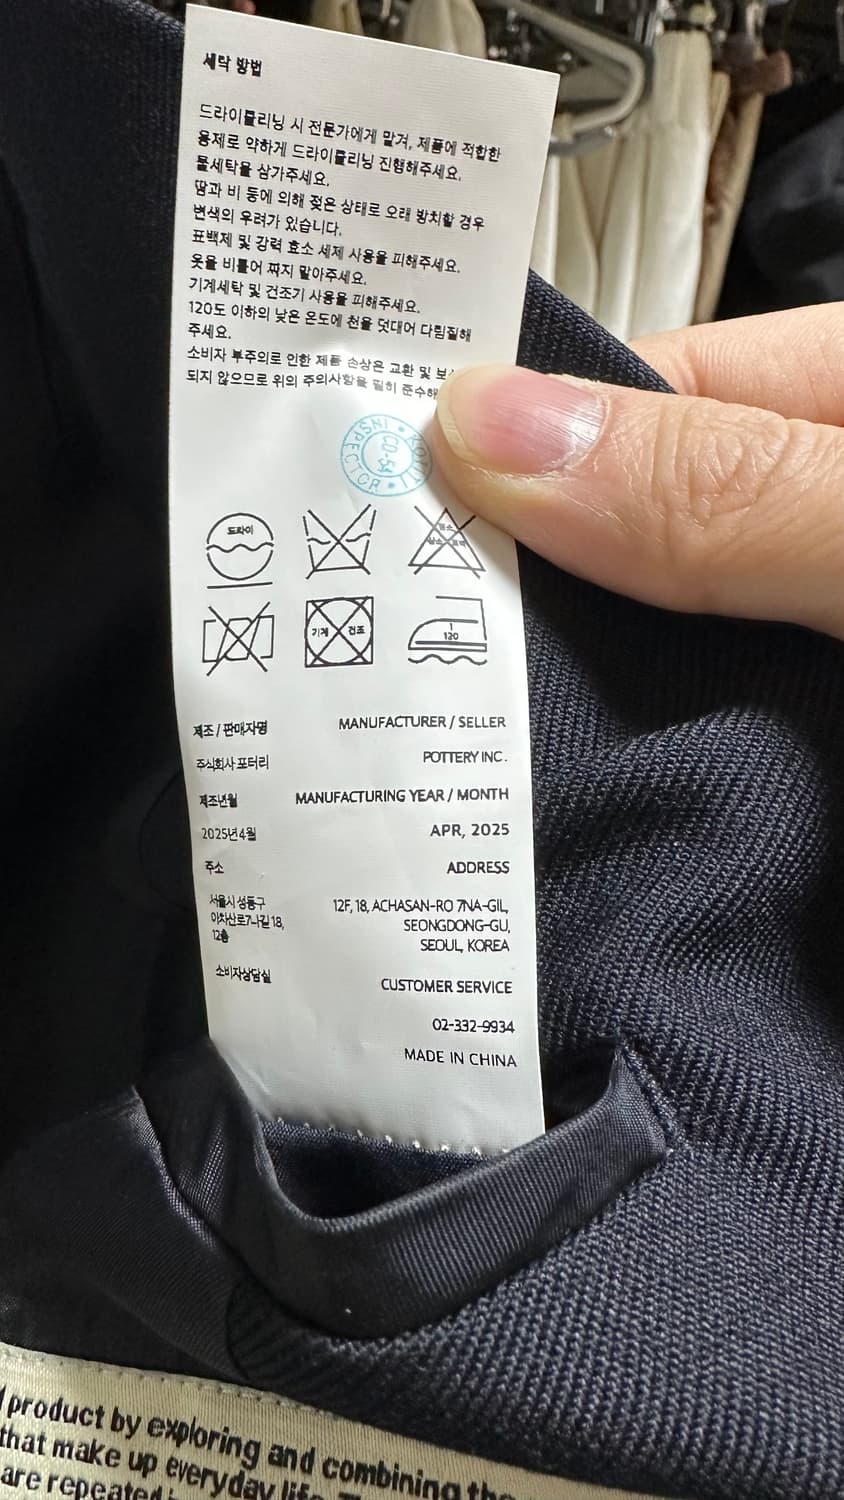 세탁 방법
드라이클리닝 시 전문가에게 맡겨, 제품에 적합한
용제로 약하게 드라이클리닝 진행해주세요.
물세탁을 삼가주세요.
땀과 비 등에 의해 젖은 상태로 오래 방치할 경우
변색의 우려가 있습니다.
표백제 및 강력 효소 세제 사용을 피해주세요.
옷을 비틀어 짜지 말아주세요.
기계세탁 및 건조기 사용을 피해주세요.
120도 이하의 낮은 온도에 천을 덧대어 다림질해
주세요.
소비자 부주의로 인한 제품 손상은 교환 및
되지 않으므로 위의 주의사항을 필히
INSPECTOR
드라이
기계 건조
1
120
제조 / 판매자명 MANUFACTURER / SELLER
주식회사 포터리 POTTERY INC.
제조년월 MANUFACTURING YEAR / MONTH
2025년 4월 APR, 2025
주소 ADDRESS
서울시 성동구
아차산로7나길 18,
12층
12F, 18, ACHASAN-RO 7NA-GIL,
SEONGDONG-GU,
SEOUL, KOREA
소비자상담실 CUSTOMER SERVICE
02-332-9934
MADE IN CHINA
product by exploring and combining
that make up everyday
are repeated